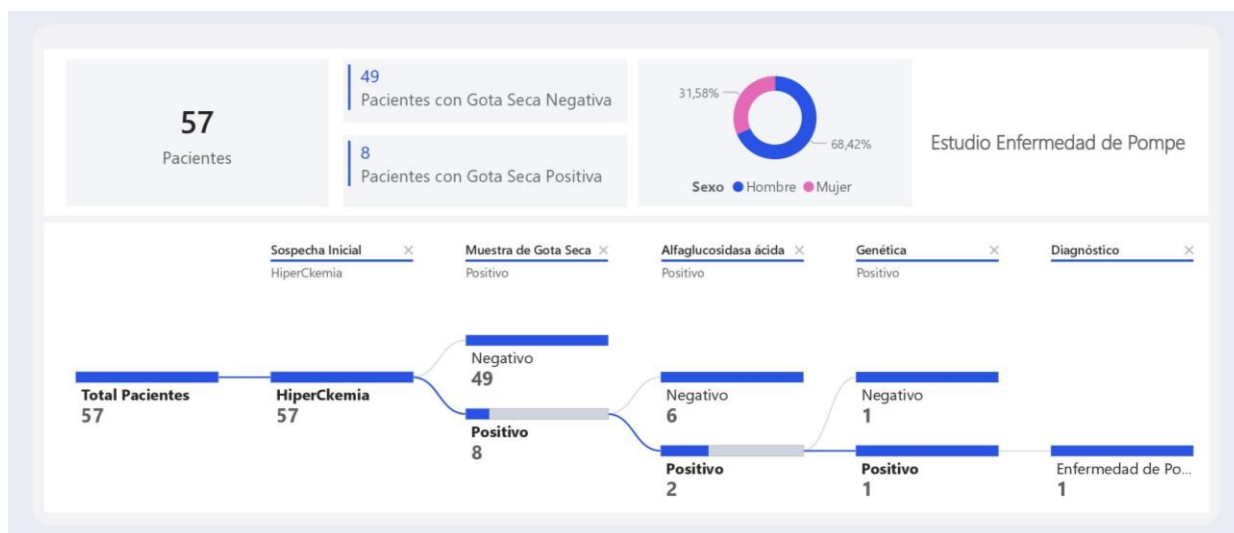 57
Pacientes
49
Pacientes con Gota Seca Negativa
8
Pacientes con Gota Seca Positiva
31,58%
68,42%
Sexo Hombre Mujer
Estudio Enfermedad de Pompe
Sospecha Inicial
HiperCkemia
Muestra de Gota Seca
Positivo
Alfaglucosidasa ácida
Positivo
Genética
Positivo
Diagnóstico
Total Pacientes
57
HiperCkemia
57
Negativo
49
Positivo
8
Negativo
6
Positivo
2
Negativo
1
Positivo
1
Enfermedad de Po...
1